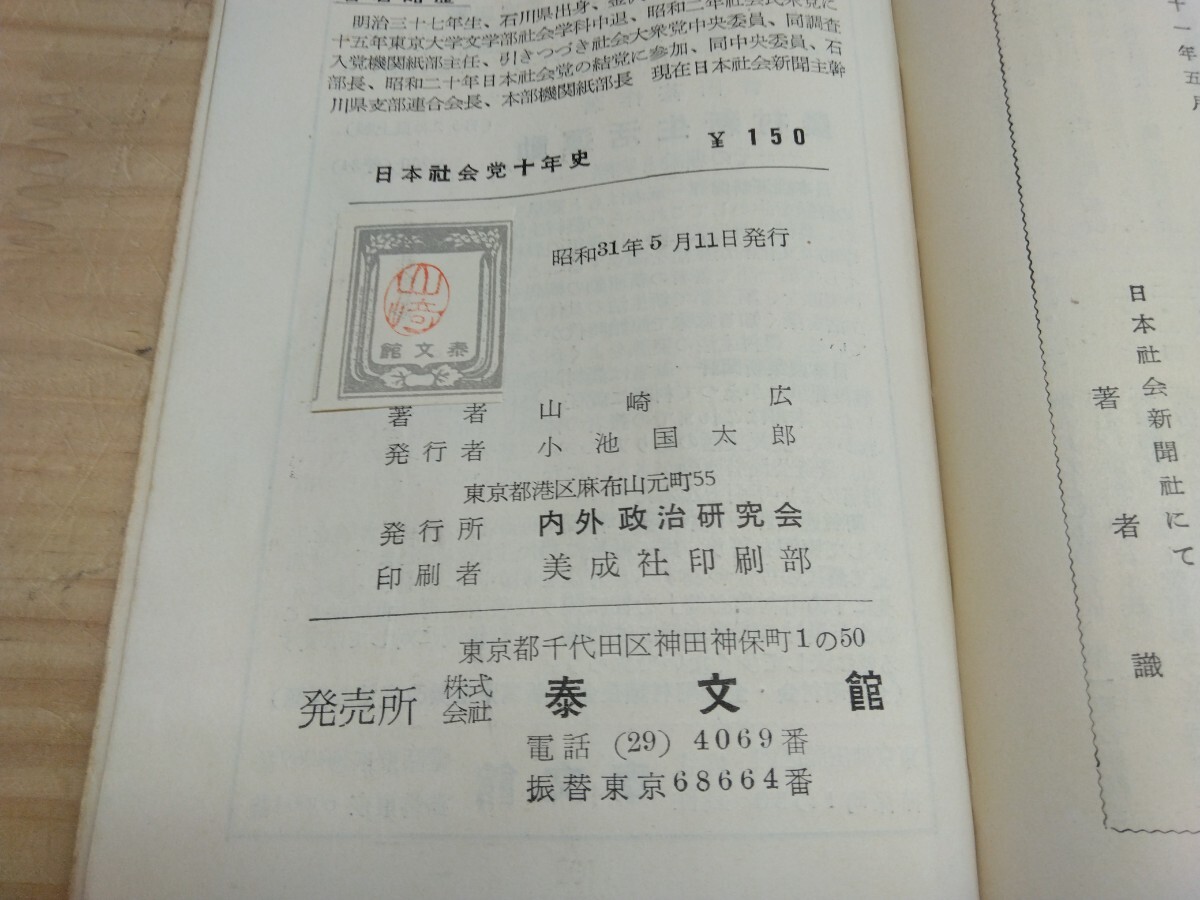 明治三十七年生、石川県出身、
十五年東京大学文学部社会学科中退、昭和二年社会民衆党に
入党機関紙部主任、引きつづき社会大衆党中央委員、同調査
部長、昭和二十年日本社会党の結党に参加、同中央委員、石
川県支部連合会長、本部機関紙部長 現在日本社会新聞主幹
日本社会党十年史 ¥150
昭和31年5月11日発行
山崎
泰文館
著者 山崎広
発行者 小池国太郎
東京都港区麻布山元町55
発行所 内外政治研究会
印刷者 美成社印刷部
東京都千代田区神田神保町1の50
発売所 株式会社 泰文館
電話 (29) 4069番
振替東京68664番
十一年五月
日本社会新聞社にて
著者識